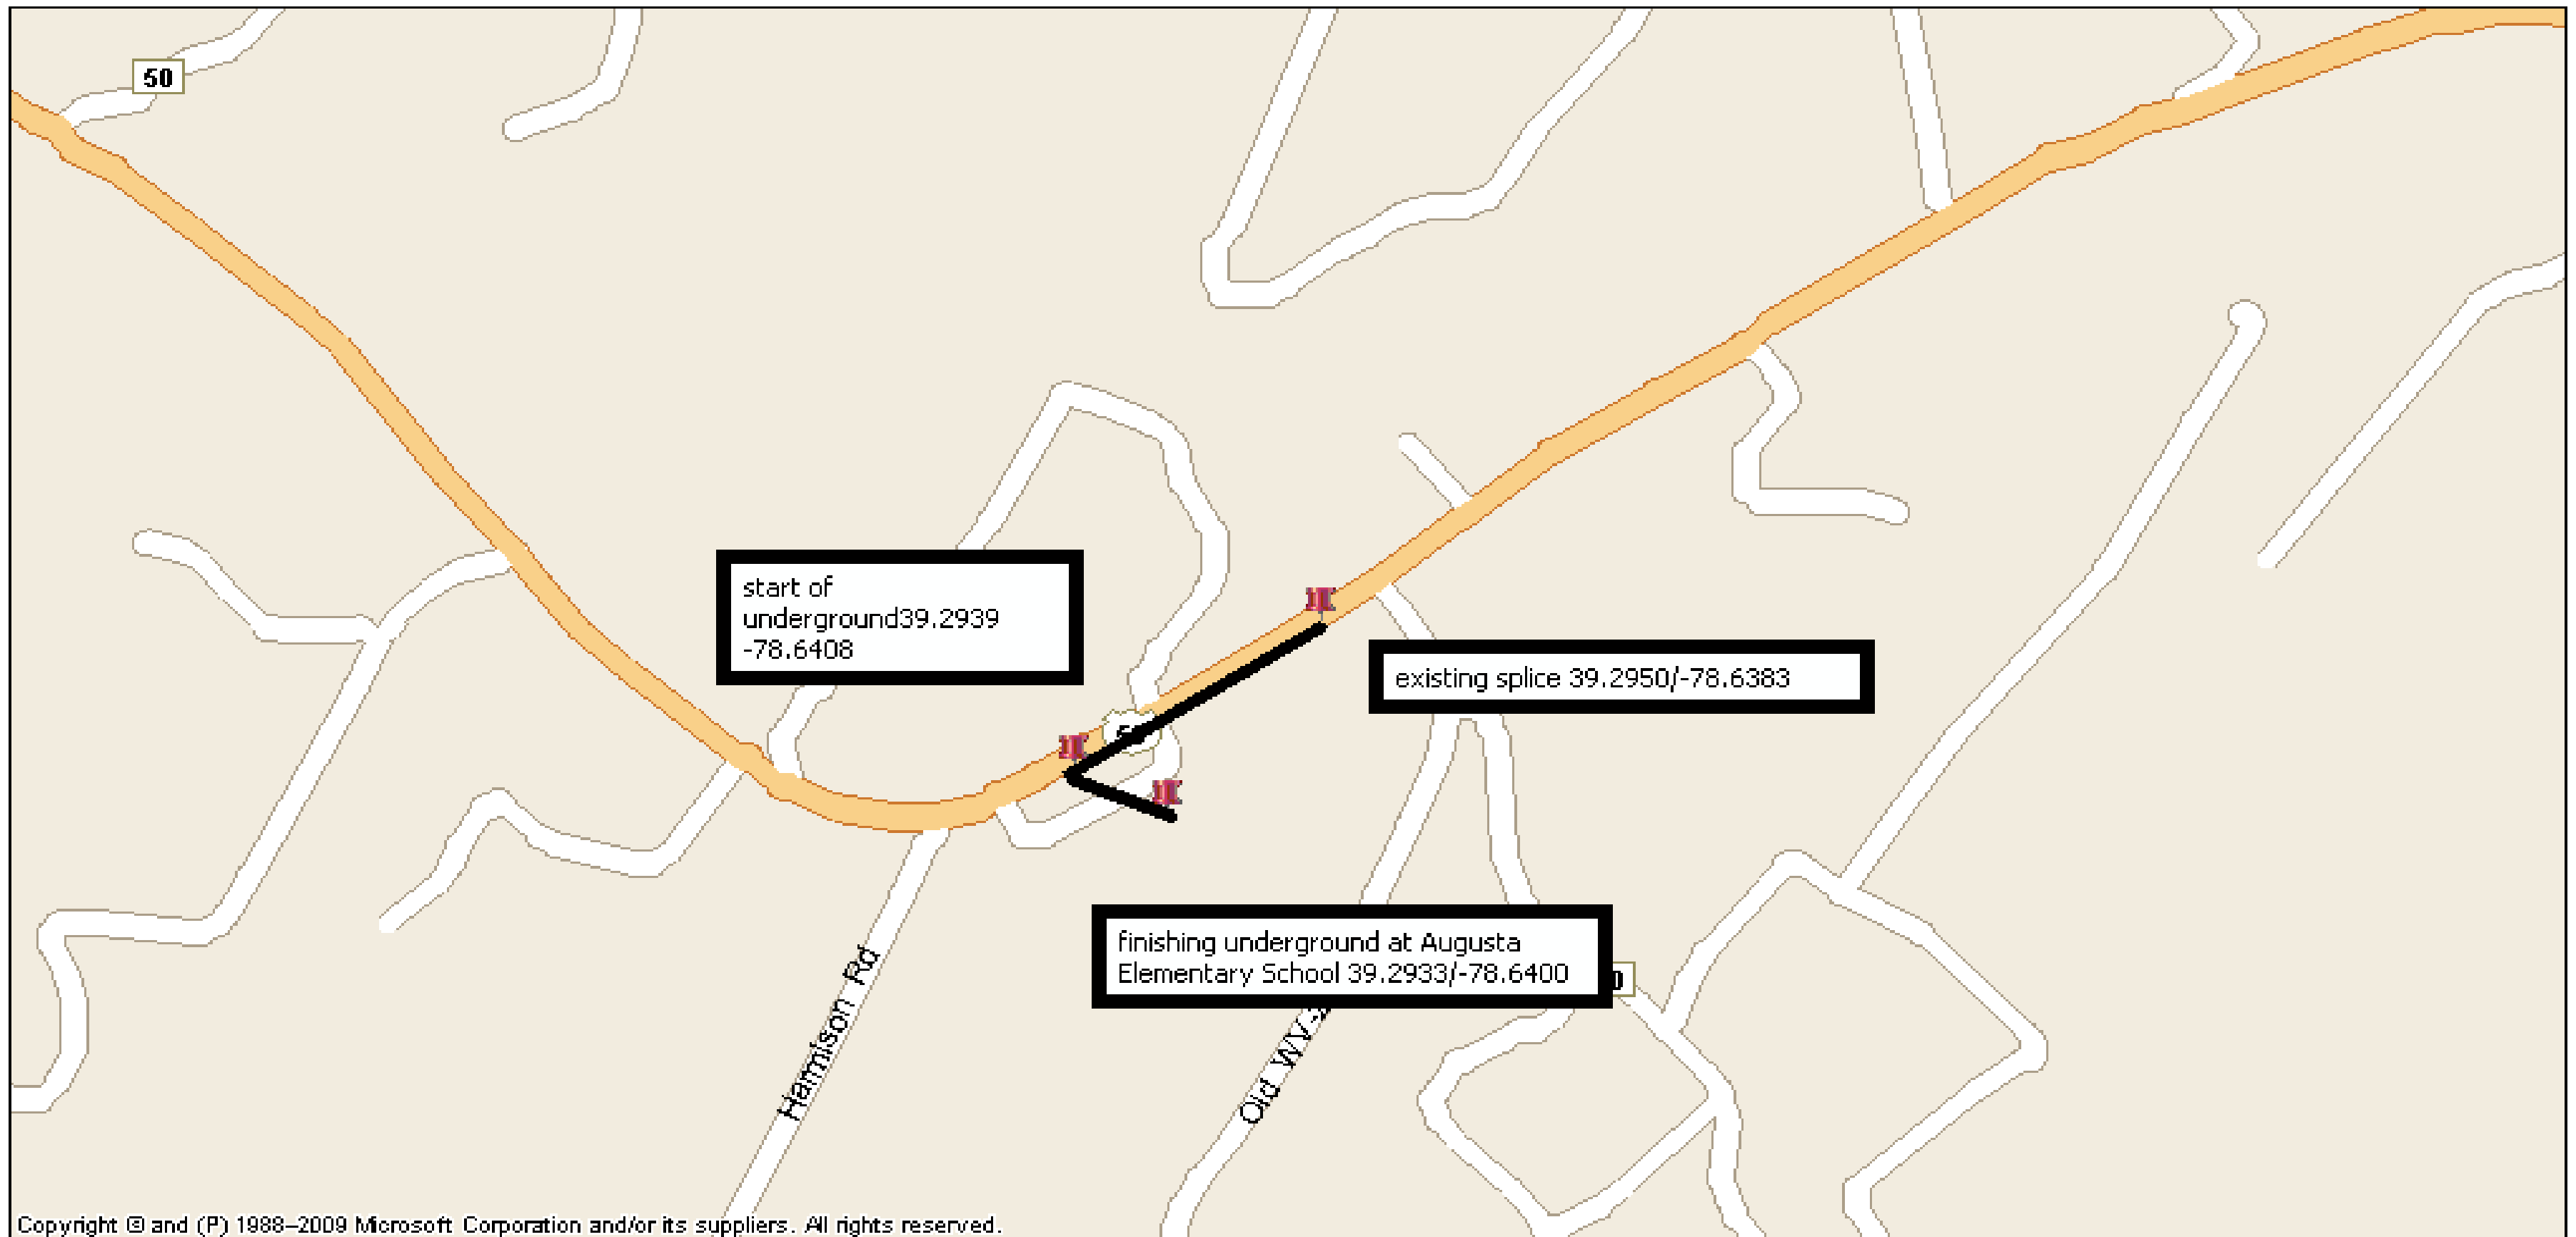 50
start of
underground39.2939
-78.6408
existing splice 39.2950/-78.6383
finishing underground at Augusta
Elementary School 39.2933/-78.6400
Old WV-
Copyright © and (P) 1988–2009 Microsoft Corporation and/or its suppliers. All rights reserved.